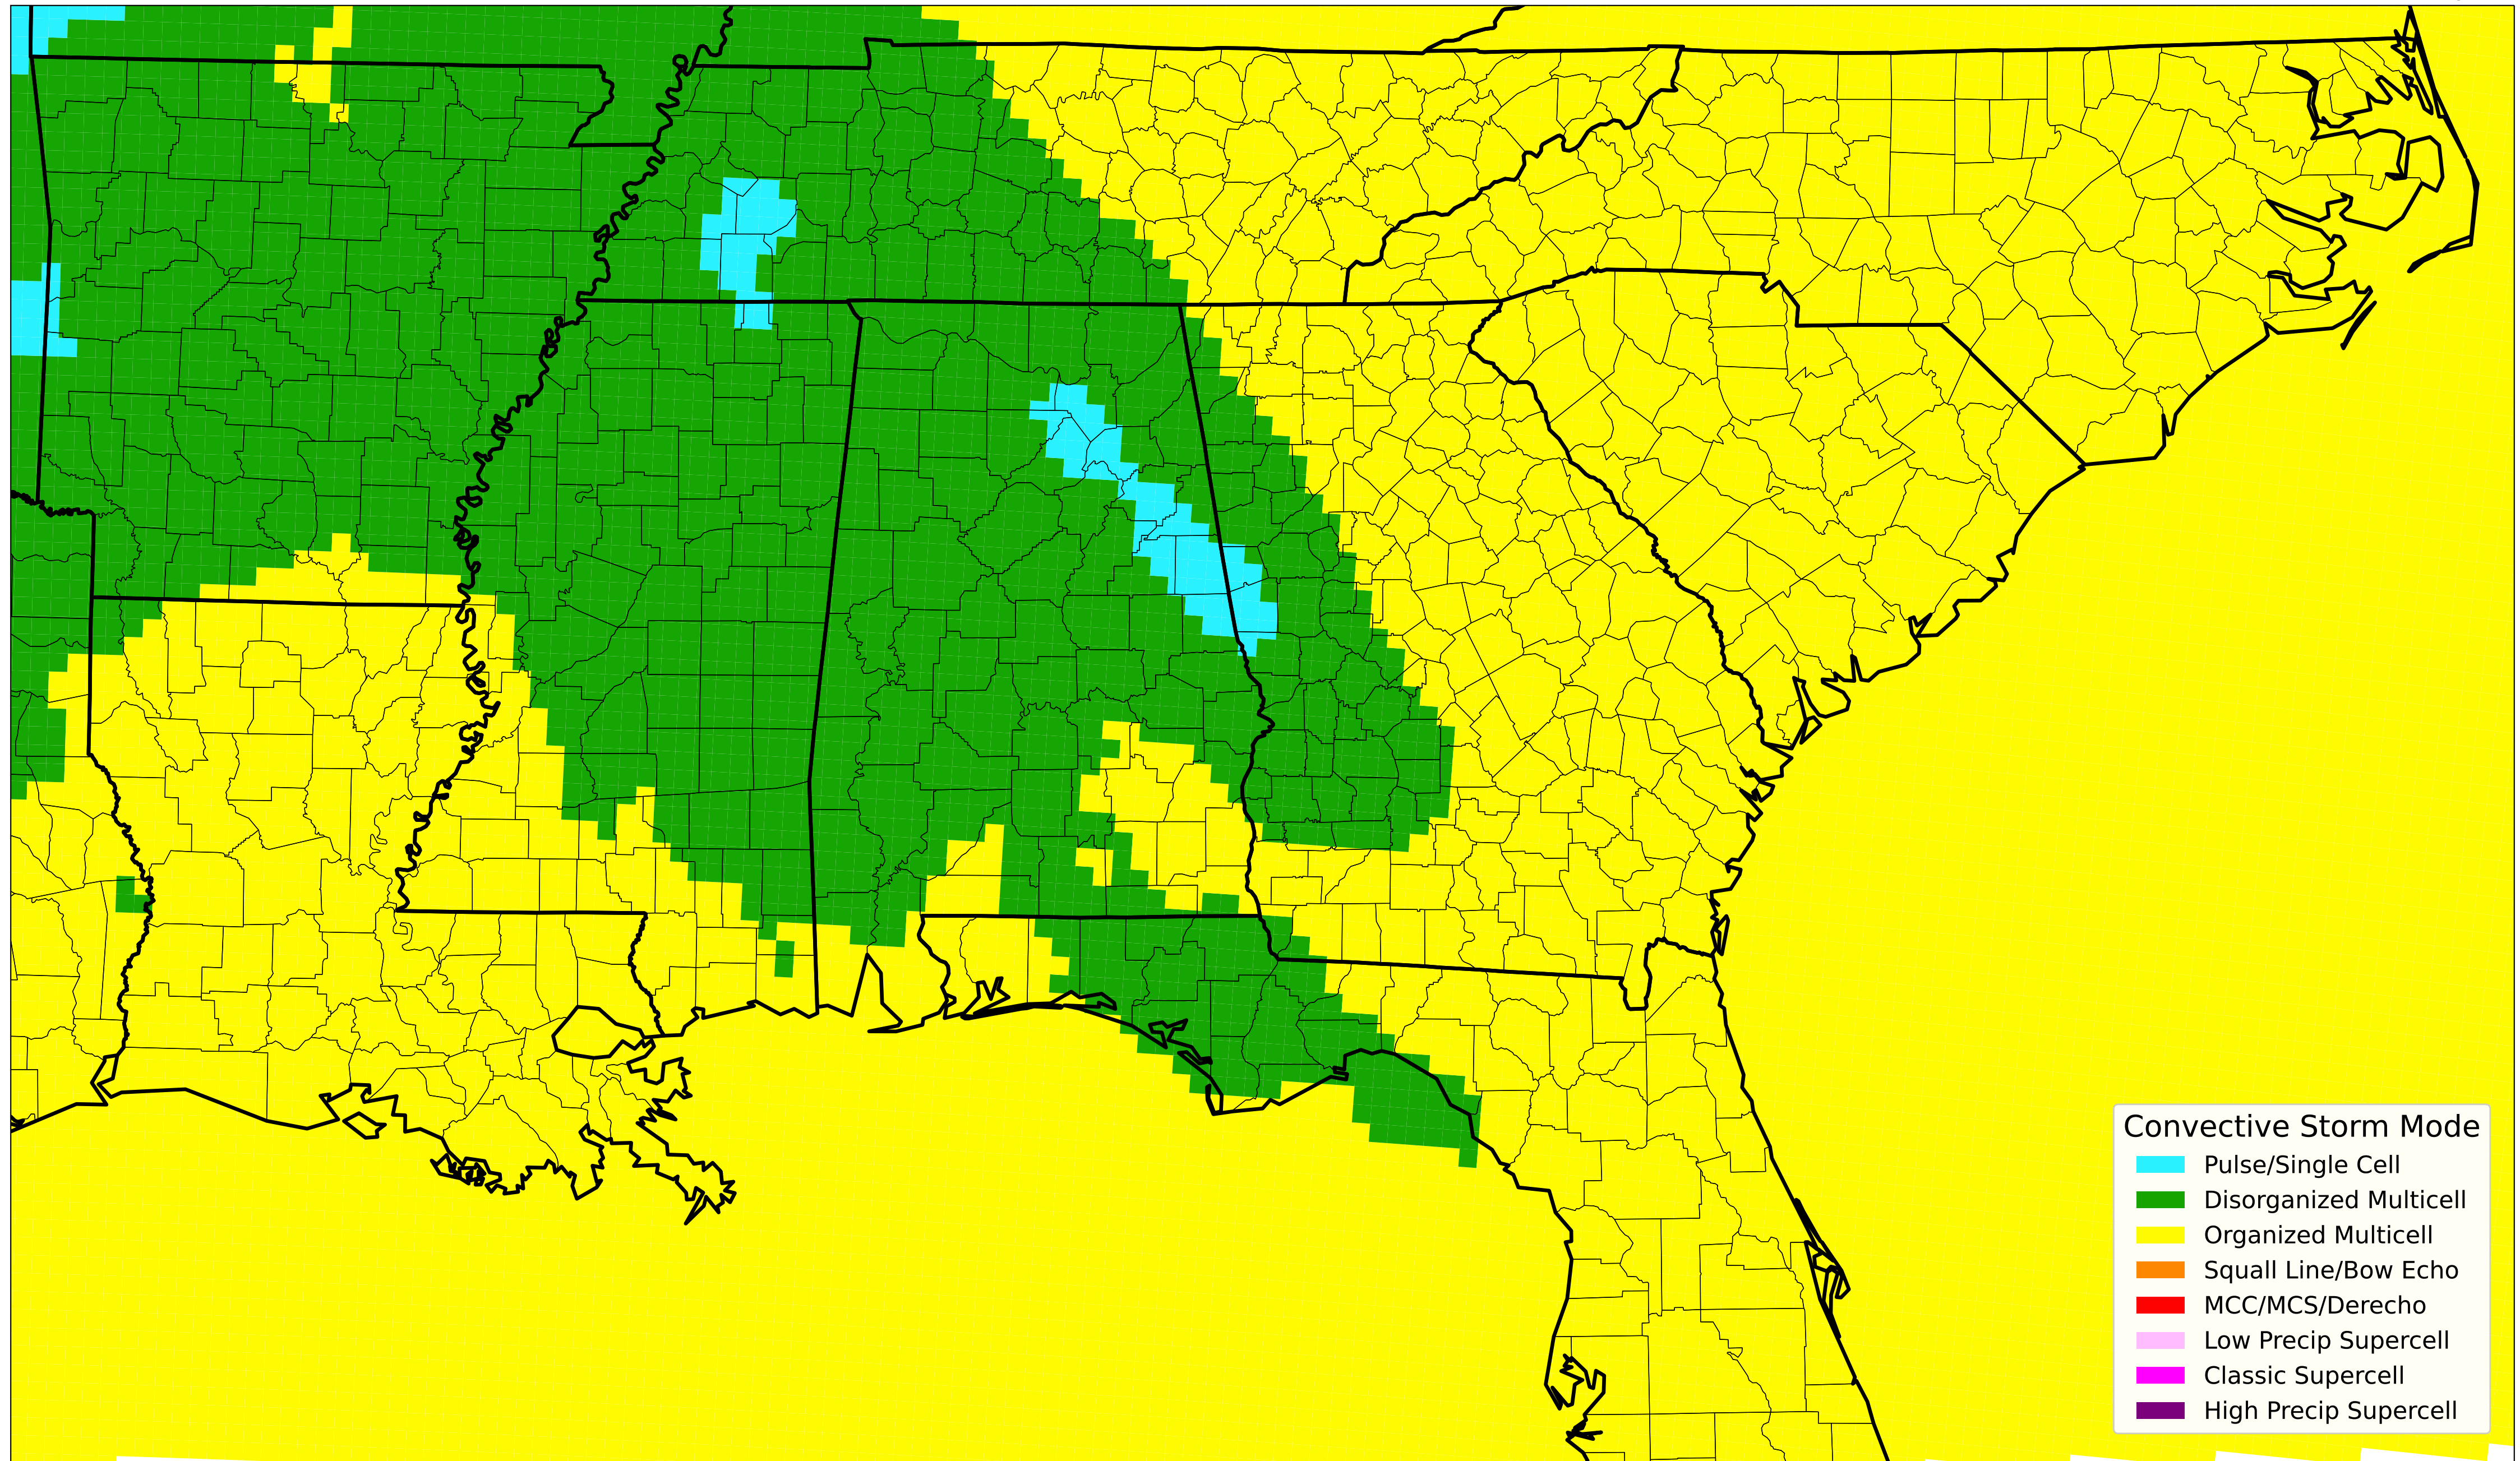 Convective Storm Mode
Pulse/Single Cell
Disorganized Multicell
Organized Multicell
Squall Line/Bow Echo
MCC/MCS/Derecho
Low Precip Supercell
Classic Supercell
High Precip Supercell